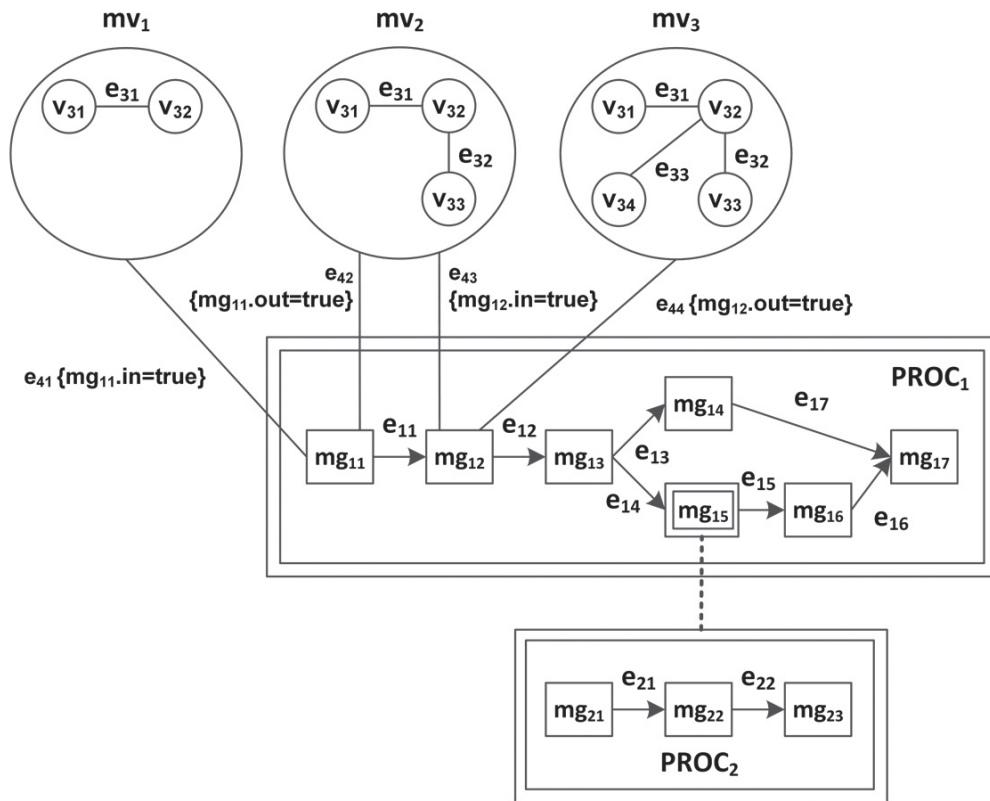 mv₁ mv₂ mv₃
v₃₁ e₃₁ v₃₂
v₃₁ e₃₁ v₃₂
e₃₂
v₃₃
v₃₁ e₃₁ v₃₂
e₃₃ e₃₂
v₃₄ v₃₃
e₄₂
{mg₁₁.out=true}
e₄₃
{mg₁₂.in=true}
e₄₄ {mg₁₂.out=true}
e₄₁ {mg₁₁.in=true}
PROC₁
mg₁₁ e₁₁ mg₁₂ e₁₂ mg₁₃
e₁₃ mg₁₄ e₁₇ mg₁₇
e₁₄ mg₁₅ e₁₅ mg₁₆ e₁₆
mg₂₁ e₂₁ mg₂₂ e₂₂ mg₂₃
PROC₂